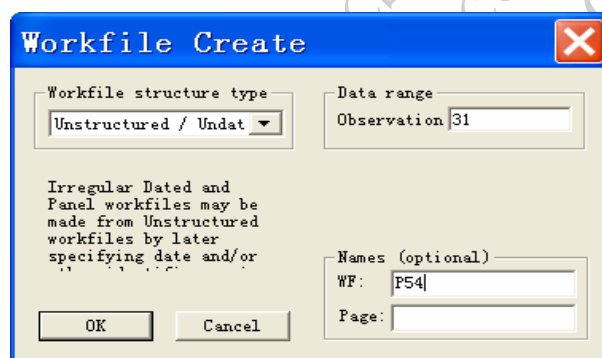 Workfile Create
Workfile structure type
Unstructured / Undat
Irregular Dated and
Panel workfiles may be
made from Unstructured
workfiles by later
specifying date and/or
Data range
Observation 31
Names (optional)
WF: P54
Page:
OK Cancel